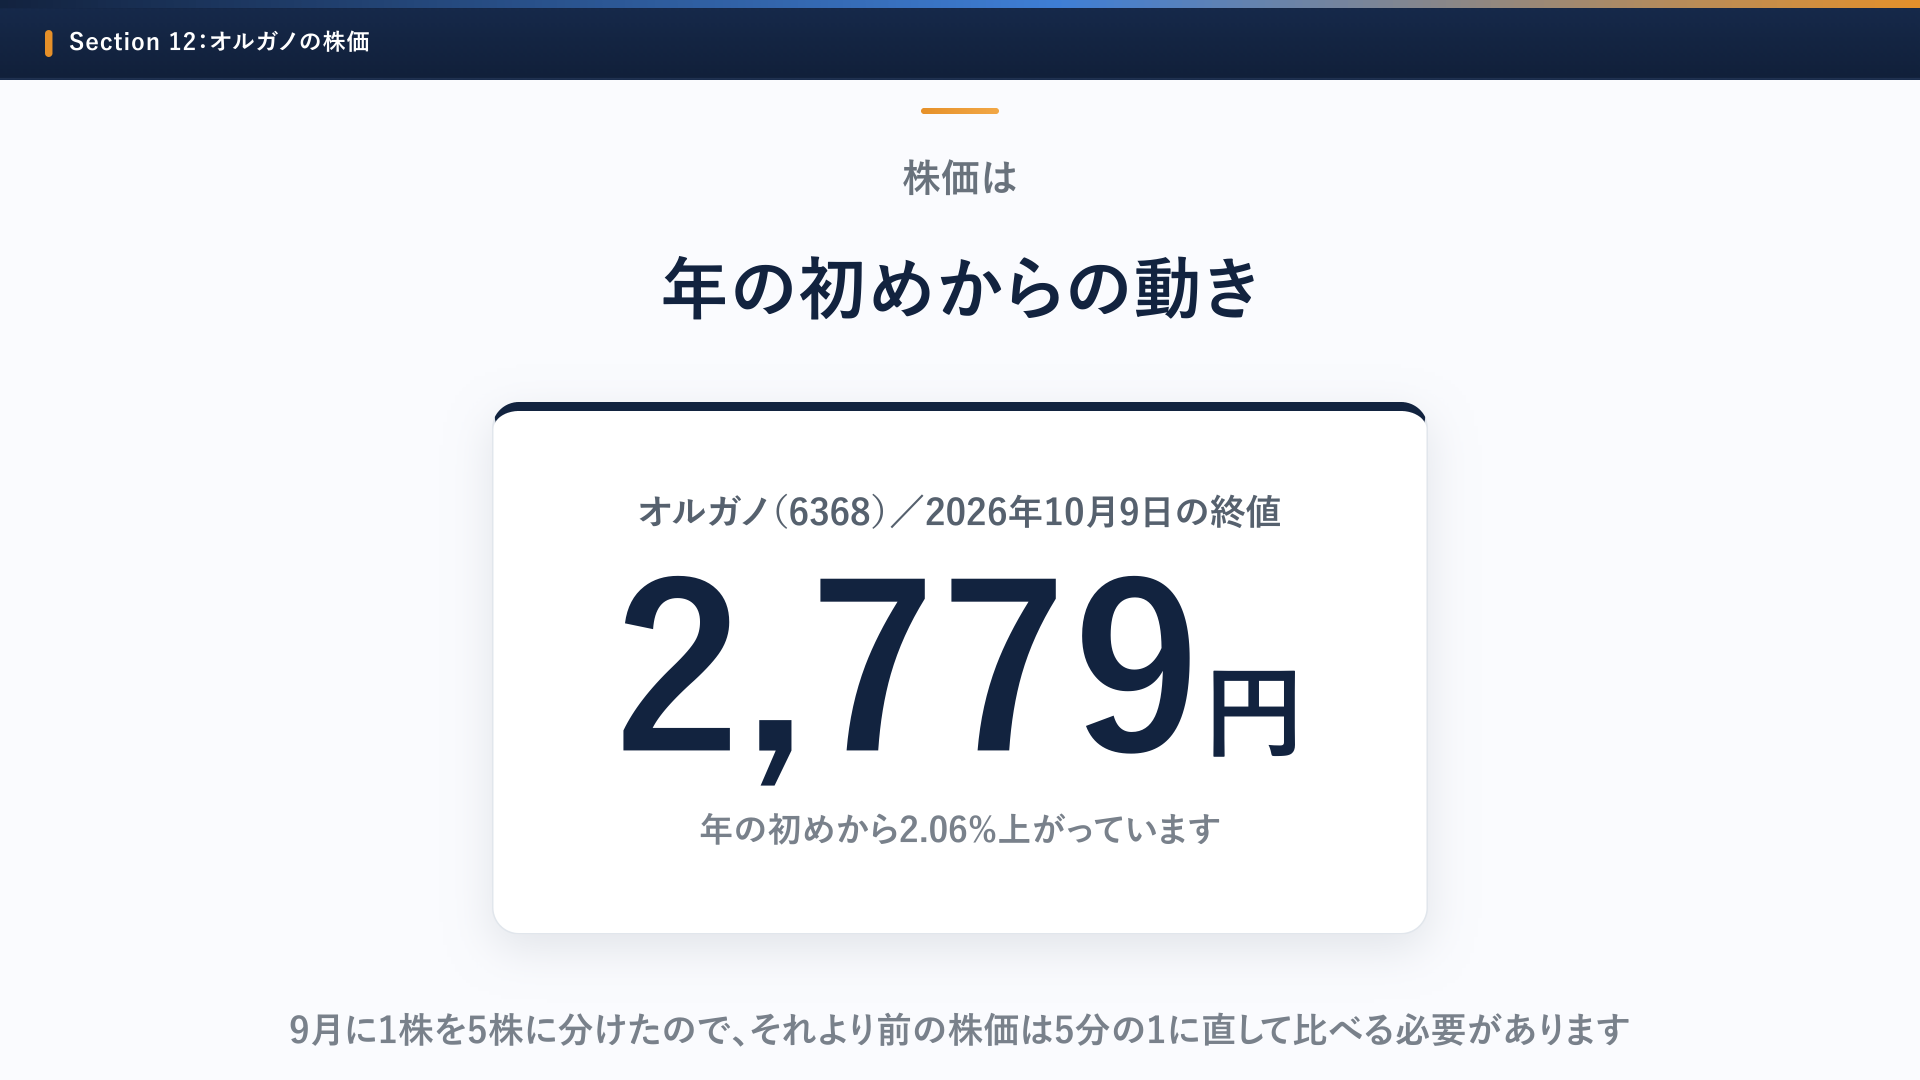 Section 12：オルガノの株価
株価は
年の初めからの動き
オルガノ（6368）／2026年10月9日の終値
2,779円
年の初めから2.06%上がっています
9月に1株を5株に分けたので、それより前の株価は5分の1に直して比べる必要があります